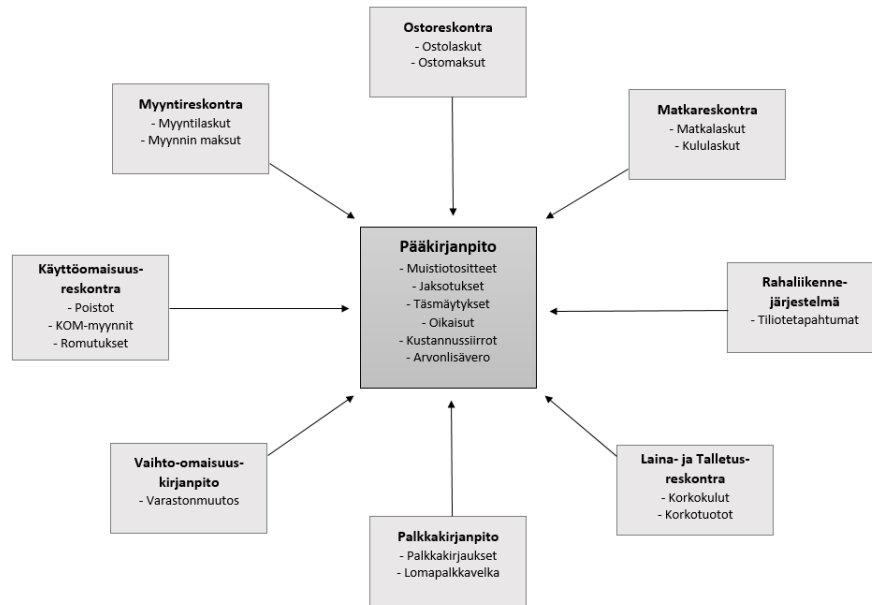 Ostoreskontra
- Ostolaskut
- Ostomaksut
Myyntireskontra
- Myyntilaskut
- Myynnin maksut
Matkareskontra
- Matkalaskut
- Kululaskut
Pääkirjanpito
- Muistiotositteet
- Jaksotukset
- Täsmäytykset
- Oikaisut
- Kustannussiirrot
- Arvonlisävero
Käyttöomaisuus-
reskontra
- Poistot
- KOM-myynnit
- Romutukset
Rahaliikenne-
järjestelmä
- Tiliotetapahtumat
Vaihto-omaisuus-
kirjanpito
- Varastonmuutos
Laina- ja Talletus-
reskontra
- Korkokulut
- Korkotuotot
Palkkakirjanpito
- Palkkakirjaukset
- Lomapalkkavelka